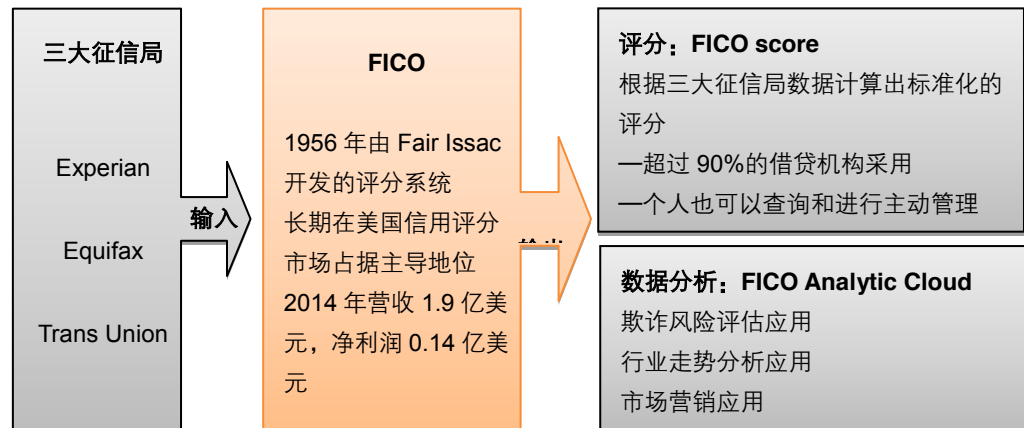 三大征信局
Experian
Equifax
Trans Union
输入
FICO
1956 年由 Fair Issac
开发的评分系统
长期在美国信用评分
市场占据主导地位
2014 年营收 1.9 亿美
元，净利润 0.14 亿美
元
评分：FICO score
根据三大征信局数据计算出标准化的
评分
—超过 90%的借贷机构采用
—个人也可以查询和进行主动管理
数据分析：FICO Analytic Cloud
欺诈风险评估应用
行业走势分析应用
市场营销应用